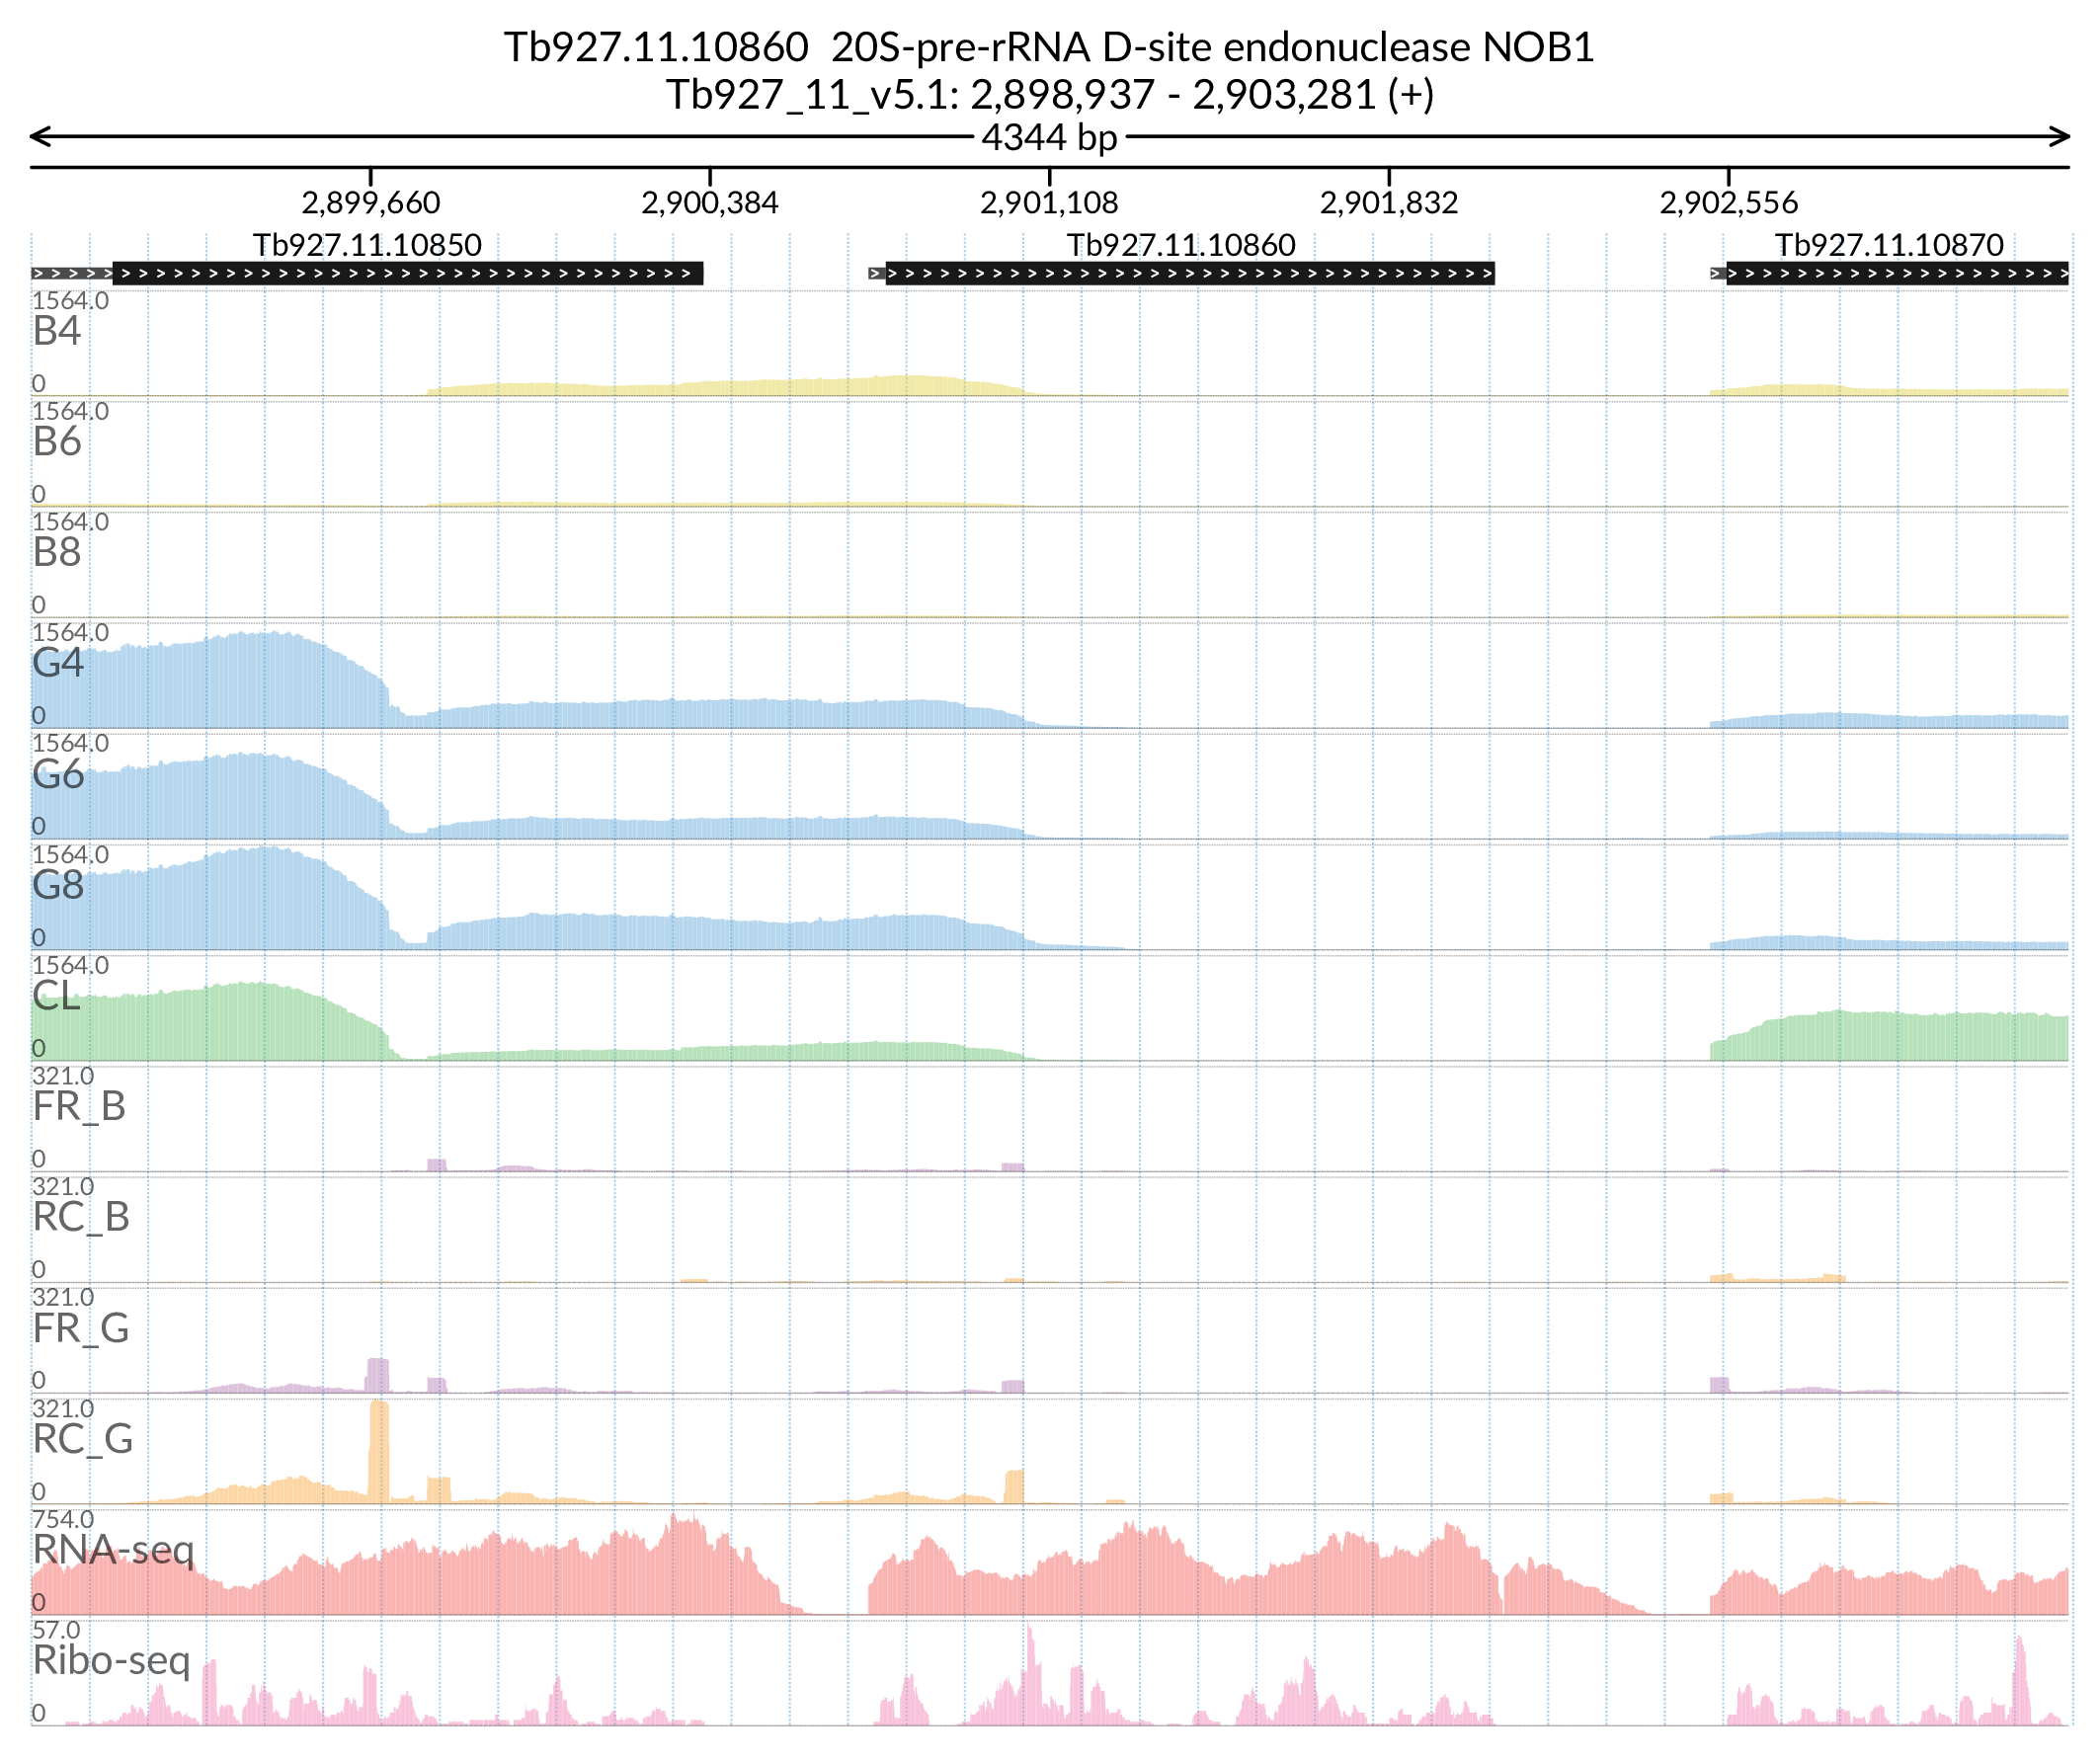 Tb927.11.10860 20S-pre-rRNA D-site endonuclease NOB1
Tb927_11_v5.1: 2,898,937 - 2,903,281 (+)
4344 bp
2,899,660 2,900,384 2,901,108 2,901,832 2,902,556
Tb927.11.10850 Tb927.11.10860 Tb927.11.10870
1564.0
B4
0
1564.0
B6
0
1564.0
B8
0
1564.0
G4
0
1564.0
G6
0
1564.0
G8
0
1564.0
CL
0
321.0
FR_B
0
321.0
RC_B
0
321.0
FR_G
0
321.0
RC_G
0
754.0
RNA-seq
0
57.0
Ribo-seq
0